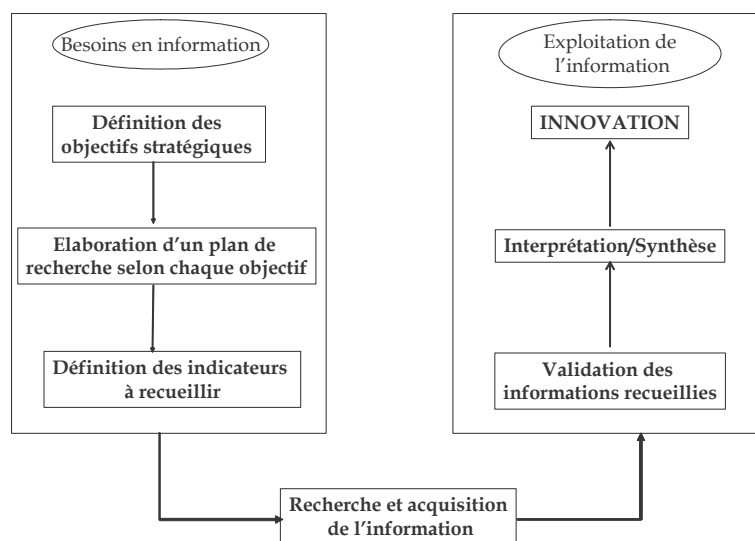 Besoins en information
Définition des
objectifs stratégiques
Elaboration d'un plan de
recherche selon chaque objectif
Définition des indicateurs
à recueillir
Recherche et acquisition
de l'information
Exploitation de
l'information
INNOVATION
Interprétation/Synthèse
Validation des
informations recueillies